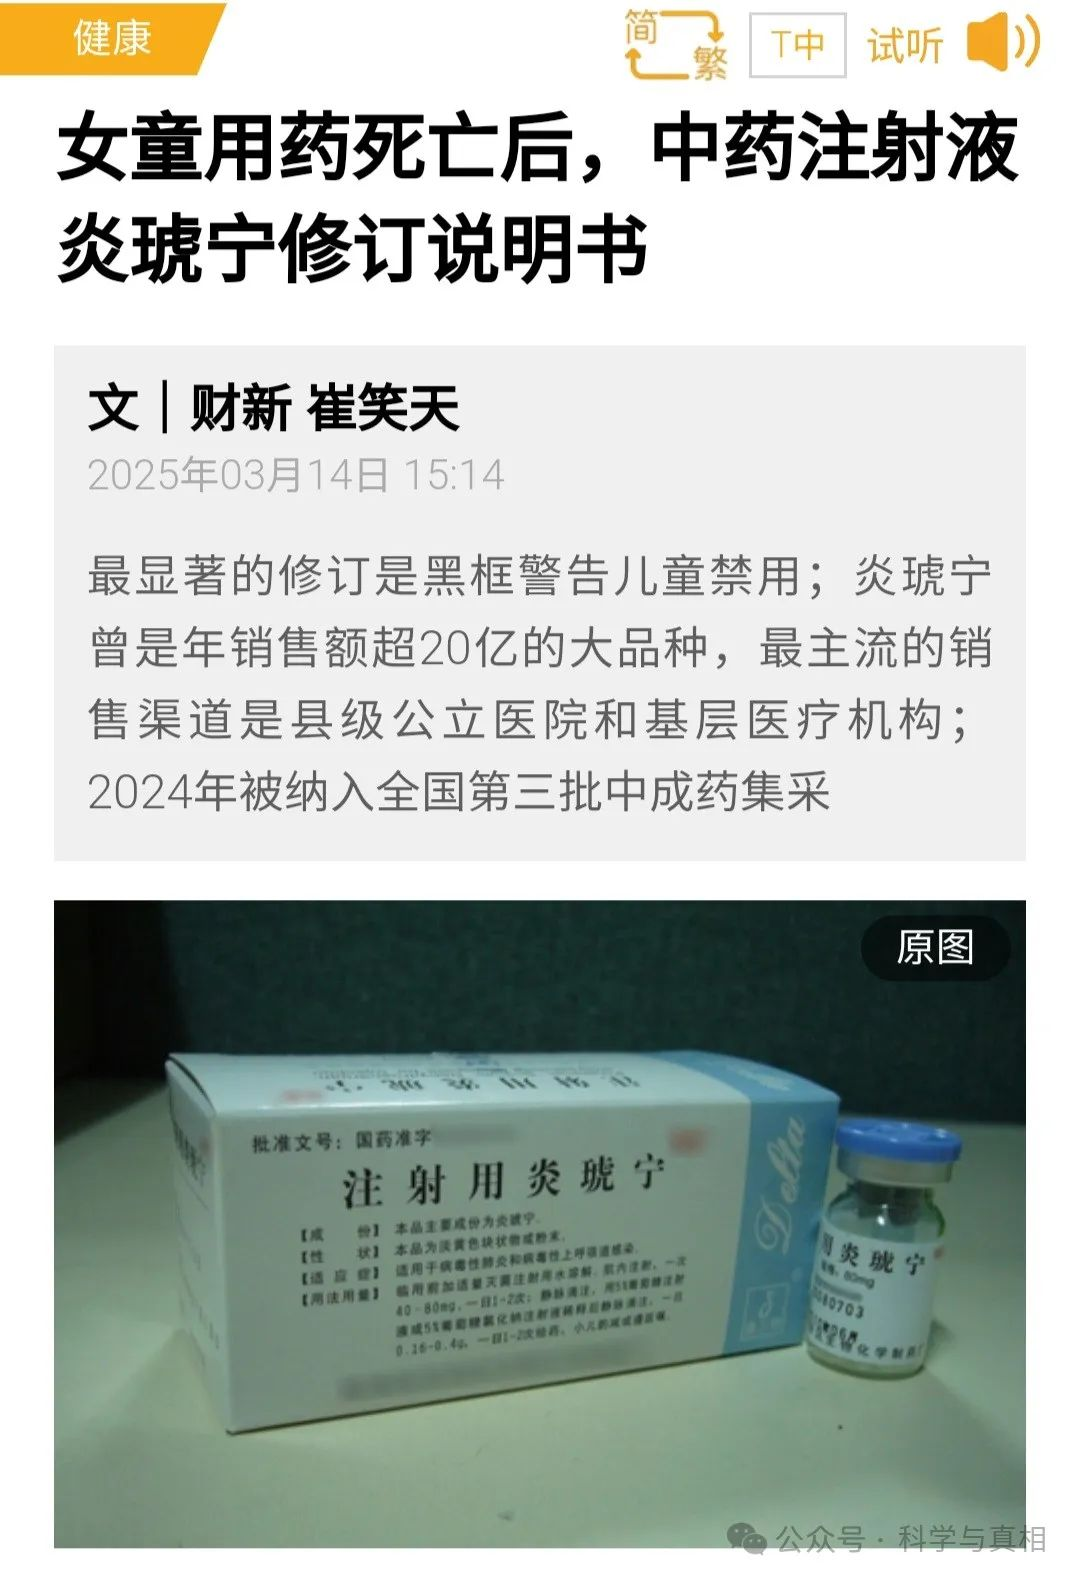 健康
简
繁
T中
试听
女童用药死亡后，中药注射液
炎琥宁修订说明书
文｜财新 崔笑天
2025年03月14日 15:14
最显著的修订是黑框警告儿童禁用；炎琥宁
曾是年销售额超20亿的大品种，最主流的销
售渠道是县级公立医院和基层医疗机构；
2024年被纳入全国第三批中成药集采
原图
批准文号：国药准字
注射用炎琥宁
【成 份】 本品主要成份为炎琥宁.
【性 状】 本品为淡黄色块状物或粉末.
【适应症】 适用于病毒性肺炎和病毒性上呼吸道感染.
【用法用量】 临用前加适量灭菌注射用水溶解. 肌内注射, 一次
40-80mg, 一日1-2次; 静脉滴注, 用5%葡萄糖注射
液或5%葡萄糖氯化钠注射液稀释后静脉滴注, 一日
0.16-0.4g, 一日1-2次给药. 小儿酌减或遵医嘱.
Delta
用炎琥宁
80mg
080703
公众号 · 科学与真相